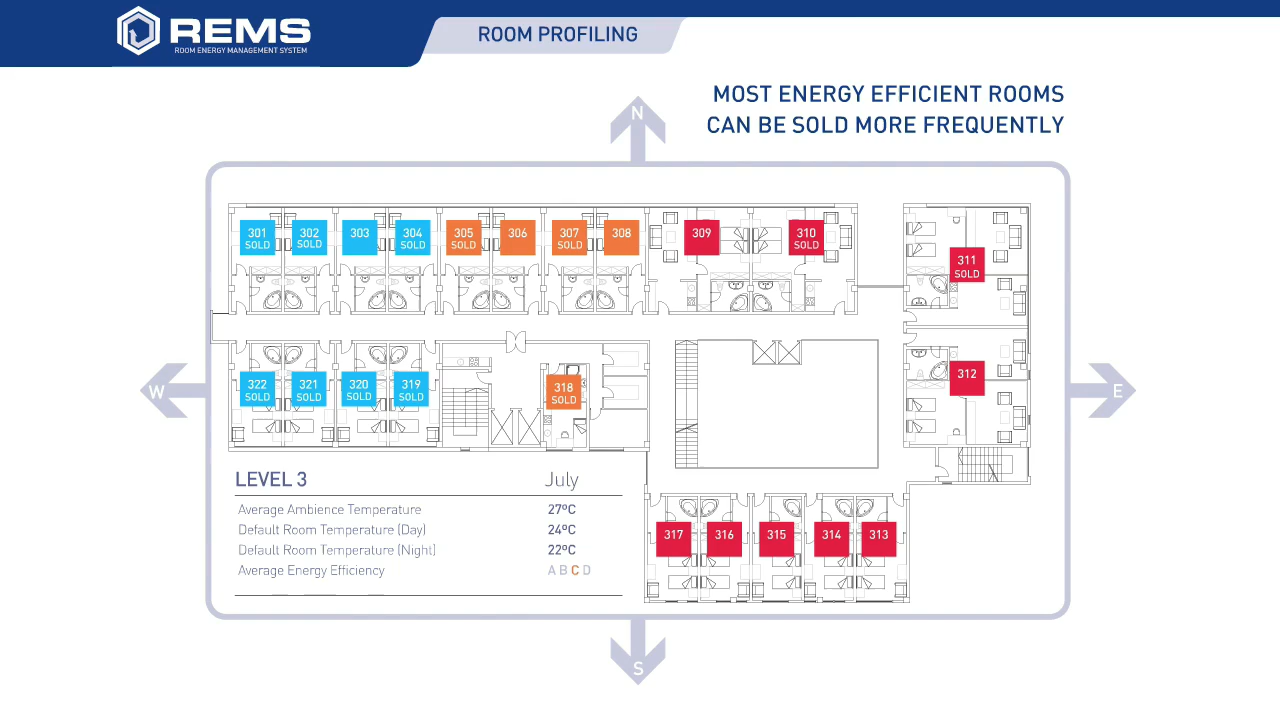 REMS
ROOM ENERGY MANAGEMENT SYSTEM
ROOM PROFILING
MOST ENERGY EFFICIENT ROOMS
CAN BE SOLD MORE FREQUENTLY
N
301
SOLD
302
SOLD
303
304
SOLD
305
SOLD
306
307
SOLD
308
309
310
SOLD
311
SOLD
312
W
E
322
SOLD
321
SOLD
320
SOLD
319
SOLD
318
SOLD
LEVEL 3 July
Average Ambience Temperature 27ºC
Default Room Temperature (Day) 24ºC
Default Room Temperature (Night) 22ºC
Average Energy Efficiency A B C D
317
316
315
314
313
S